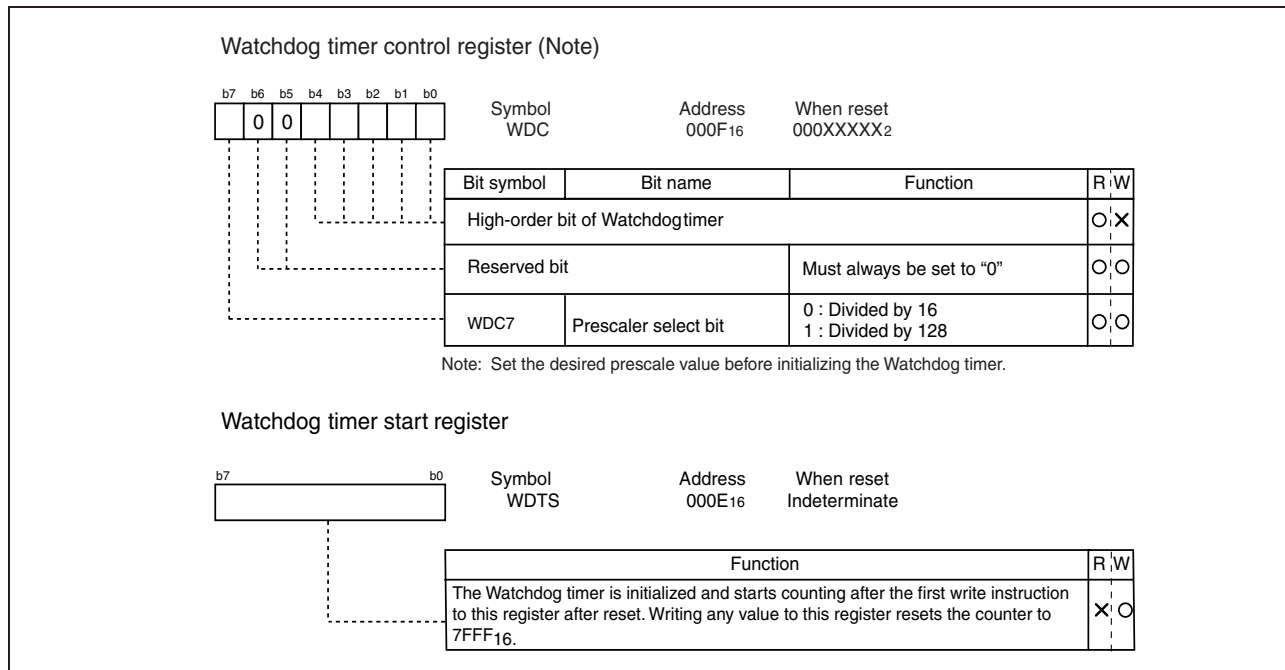 Watchdog timer control register (Note)
b7 b6 b5 b4 b3 b2 b1 b0
0 0
Symbol Address When reset
WDC 000F16 000XXXXX2
Bit symbol Bit name Function R W
High-order bit of Watchdogtimer O X
Reserved bit Must always be set to “0” O O
WDC7 Prescaler select bit 0 : Divided by 16
1 : Divided by 128 O O
Note: Set the desired prescale value before initializing the Watchdog timer.
Watchdog timer start register
b7 b0
Symbol Address When reset
WDTS 000E16 Indeterminate
Function R W
The Watchdog timer is initialized and starts counting after the first write instruction
to this register after reset. Writing any value to this register resets the counter to
7FFF16.
X O